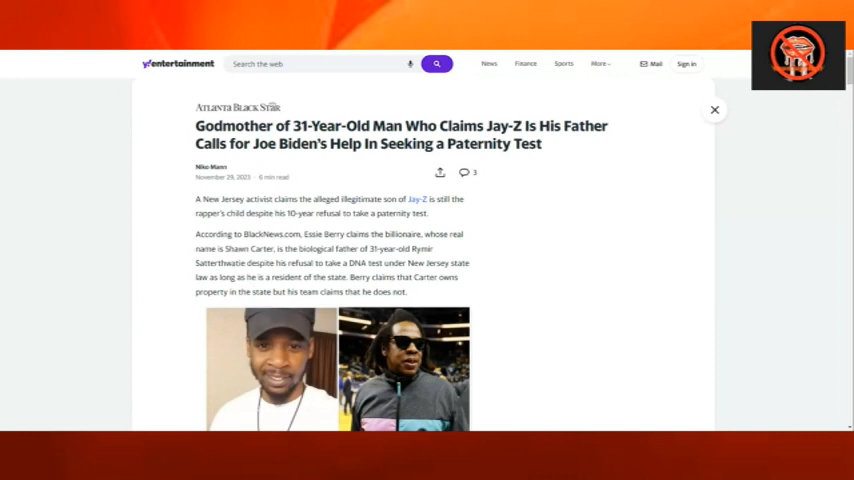 y!entertainment
Search the web
News
Finance
Sports
More
Mail
Sign in
ATLANTA BLACK STAR
Godmother of 31-Year-Old Man Who Claims Jay-Z Is His Father
Calls for Joe Biden's Help In Seeking a Paternity Test
Niko Mann
November 29, 2023 · 6 min read
3
A New Jersey activist claims the alleged illegitimate son of Jay-Z is still the
rapper's child despite his 10-year refusal to take a paternity test.
According to BlackNews.com, Essie Berry claims the billionaire, whose real
name is Shawn Carter, is the biological father of 31-year-old Rymir
Satterthwaite despite his refusal to take a DNA test under New Jersey state
law as long as he is a resident of the state. Berry claims that Carter owns
property in the state but his team claims that he does not.